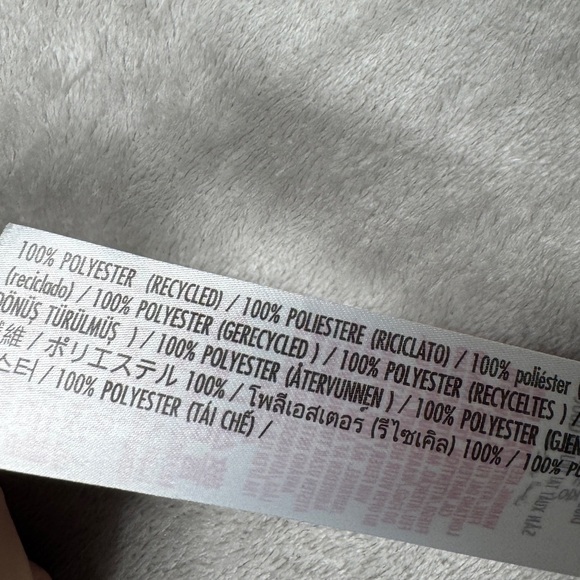 100% POLYESTER (RECYCLED) / 100% POLIESTERE (RICICLATO) / 100% poliéster
(reciclado) / 100% POLYESTER (GERECYCLED ) / 100% POLYESTER (RECYCELTES ) /
DÖNÜŞ TÜRÜLMÜŞ ) / 100% POLYESTER (ÅTERVUNNEN ) / 100% POLYESTER
維 / ポリエステル 100% / โพลีเอสเตอร์ (รีไซเคิล) 100% / 100%
스터 / 100% POLYESTER (TÁI CHẾ) /